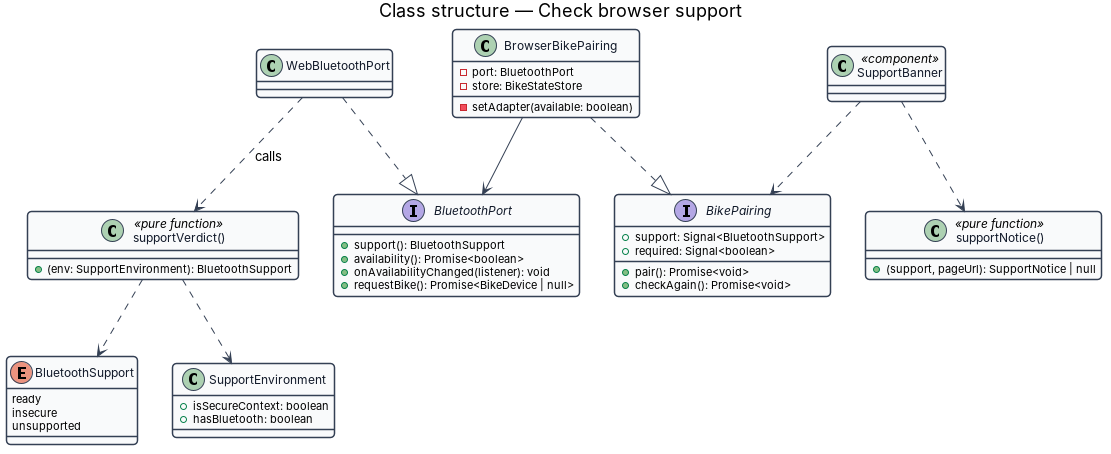 Class structure — Check browser support
C WebBluetoothPort
C BrowserBikePairing
port: BluetoothPort
store: BikeStateStore
setAdapter(available: boolean)
C «component»
SupportBanner
calls
C «pure function»
supportVerdict()
(env: SupportEnvironment): BluetoothSupport
I BluetoothPort
support(): BluetoothSupport
availability(): Promise<boolean>
onAvailabilityChanged(listener): void
requestBike(): Promise<BikeDevice | null>
I BikePairing
support: Signal<BluetoothSupport>
required: Signal<boolean>
pair(): Promise<void>
checkAgain(): Promise<void>
C «pure function»
supportNotice()
(support, pageUrl): SupportNotice | null
E BluetoothSupport
ready
insecure
unsupported
C SupportEnvironment
isSecureContext: boolean
hasBluetooth: boolean